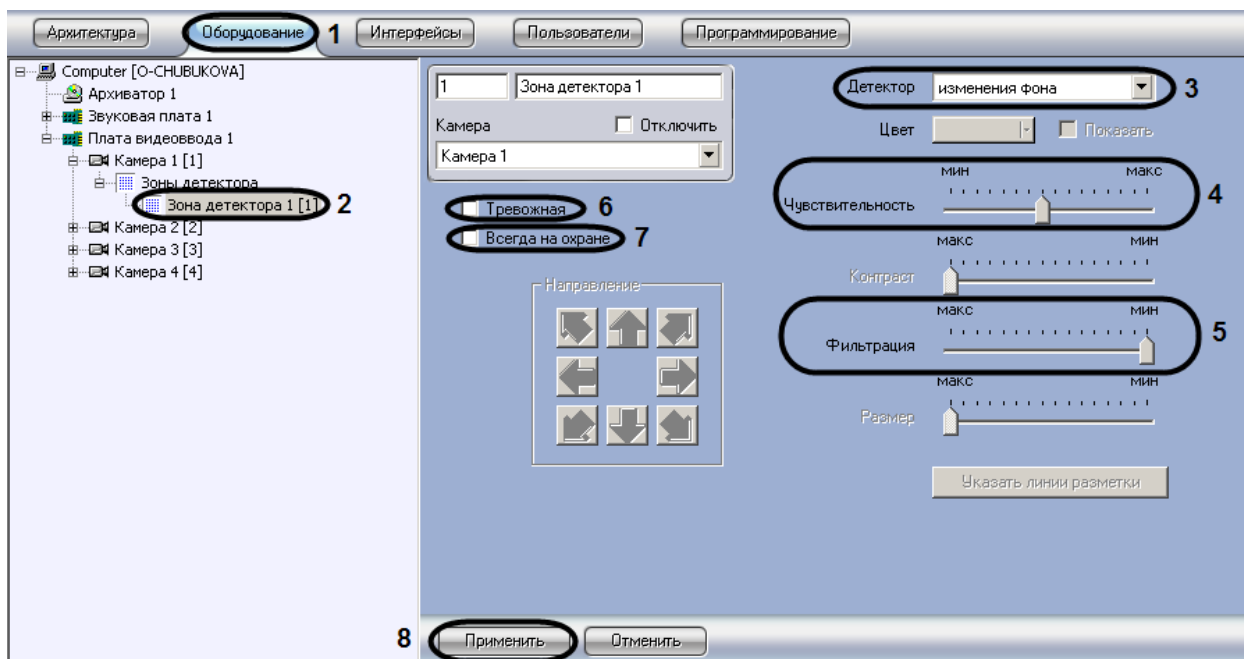 Архитектура Оборудование 1 Интерфейсы Пользователи Программирование
Computer [O-CHUBUKOVA]
Архиватор 1
Звуковая плата 1
Плата видеоввода 1
Камера 1 [1]
Зоны детектора
Зона детектора 1 [1] 2
Камера 2 [2]
Камера 3 [3]
Камера 4 [4]
1 Зона детектора 1
Камера Отключить
Камера 1
Тревожная 6
Всегда на охране 7
Направление
Детектор изменения фона 3
Цвет Показать
мин макс
Чувствительность 4
макс мин
Контраст
макс мин
Фильтрация 5
макс мин
Размер
Указать линии разметки
8 Применить Отменить